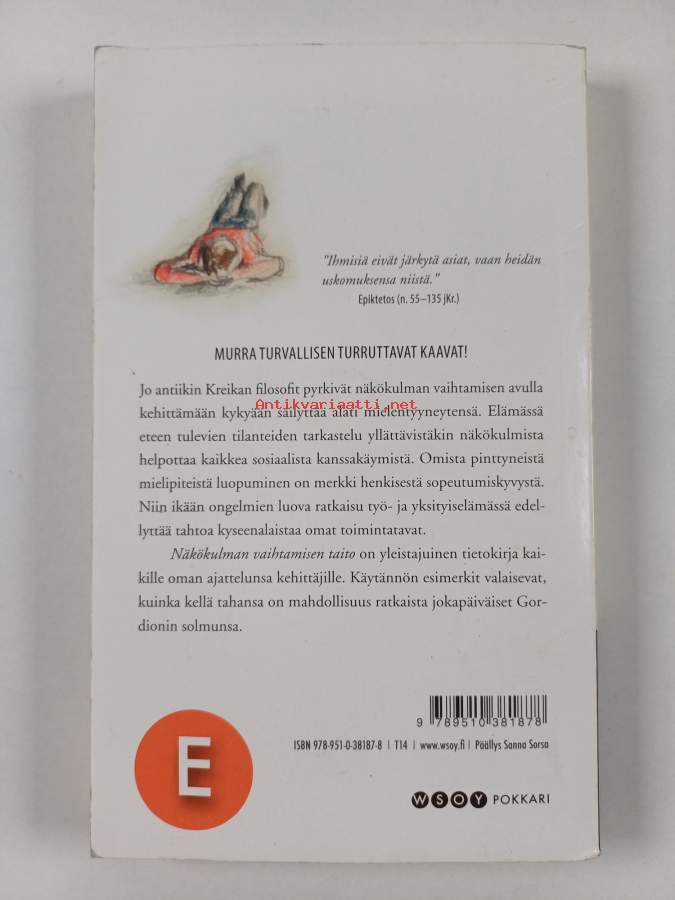 "Ihmisiä eivät järkytä asiat, vaan heidän
uskomuksensa niistä."
Epiktetos (n. 55–135 jKr.)
MURRA TURVALLISEN TURRUTTAVAT KAAVAT!
Jo antiikin Kreikan filosofit pyrkivät näkökulman vaihtamisen avulla
Antikvariaatti.net
kehittämään kykyään säilyttää alati mielentyyneytensä. Elämässä
eteen tulevien tilanteiden tarkastelu yllättävistäkin näkökulmista
helpottaa kaikkea sosiaalista kanssakäymistä. Omista pinttyneistä
mielipiteistä luopuminen on merkki henkisestä sopeutumiskyvystä.
Niin ikään ongelmien luova ratkaisu työ- ja yksityiselämässä edel-
lyttää tahtoa kyseenalaistaa omat toimintatavat.
Näkökulman vaihtamisen taito on yleistajuinen tietokirja kai-
kille oman ajattelunsa kehittäjille. Käytännön esimerkit valaisevat,
kuinka kellä tahansa on mahdollisuus ratkaista jokapäiväiset Gor-
dionin solmunsa.
9 789510 381878
ISBN 978-951-0-38187-8 | T14 | www.wsoy.fi | Päällys Sanna Sorsa
E
WSOY POKKARI